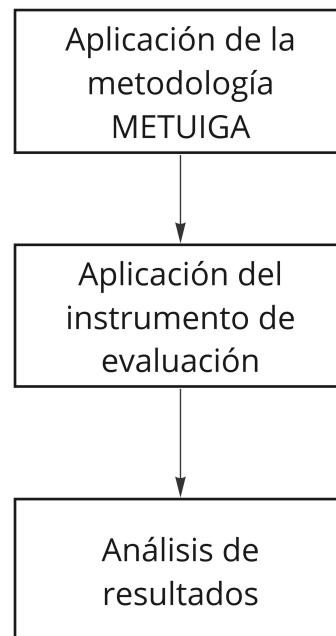 Aplicación de la
metodología
METUIGA
Aplicación del
instrumento de
evaluación
Análisis de
resultados